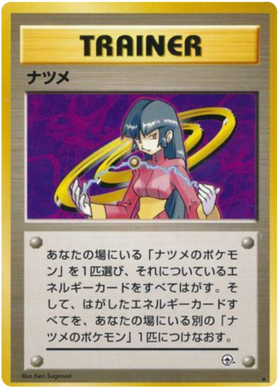 TRAINER
ナツメ
あなたの場にいる「ナツメのポケモ
ン」を1匹選び、それについているエ
ネルギーカードをすべてはがす。そ
して、はがしたエネルギーカードす
べてを、あなたの場にいる別の「ナ
ツメのポケモン」1匹につけなおす。
Illus. Ken Sugimori